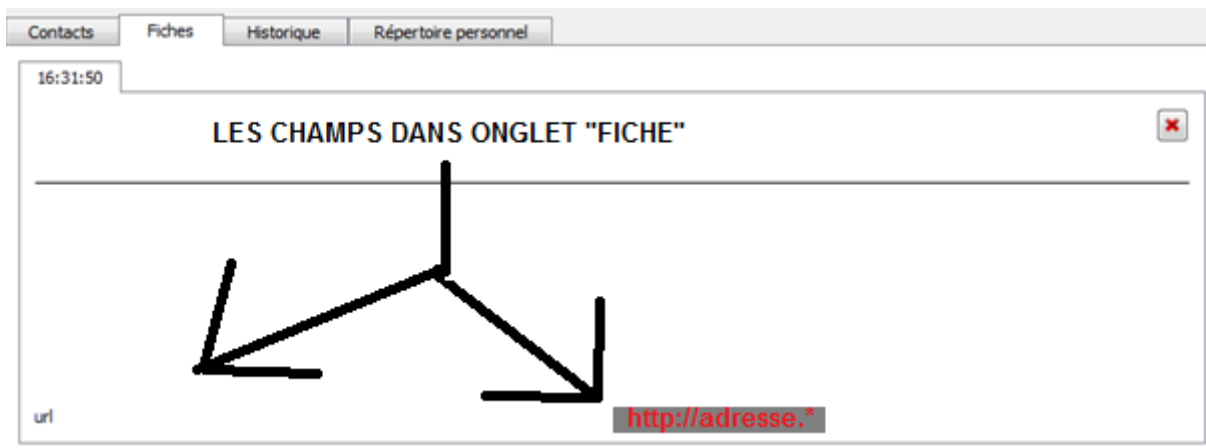 Contacts Fiches Historique Répertoire personnel
16:31:50
LES CHAMPS DANS ONGLET "FICHE"
url http://adresse.*